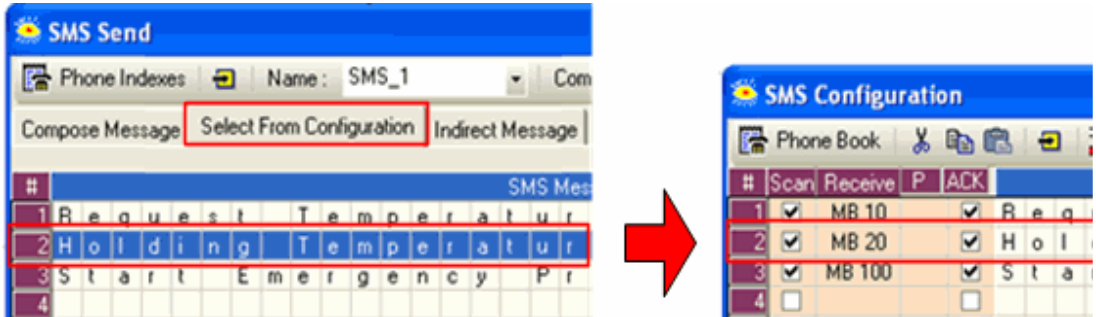 SMS Send
Phone Indexes Name : SMS_1 Com
Compose Message Select From Configuration Indirect Message
# SMS Mes
1 Request Temperatur
2 Holding Temperatur
3 Start Emergency Pr
4
SMS Configuration
Phone Book
# Scan Receive P ACK
1 MB 10 Req
2 MB 20 Hol
3 MB 100 Sta
4